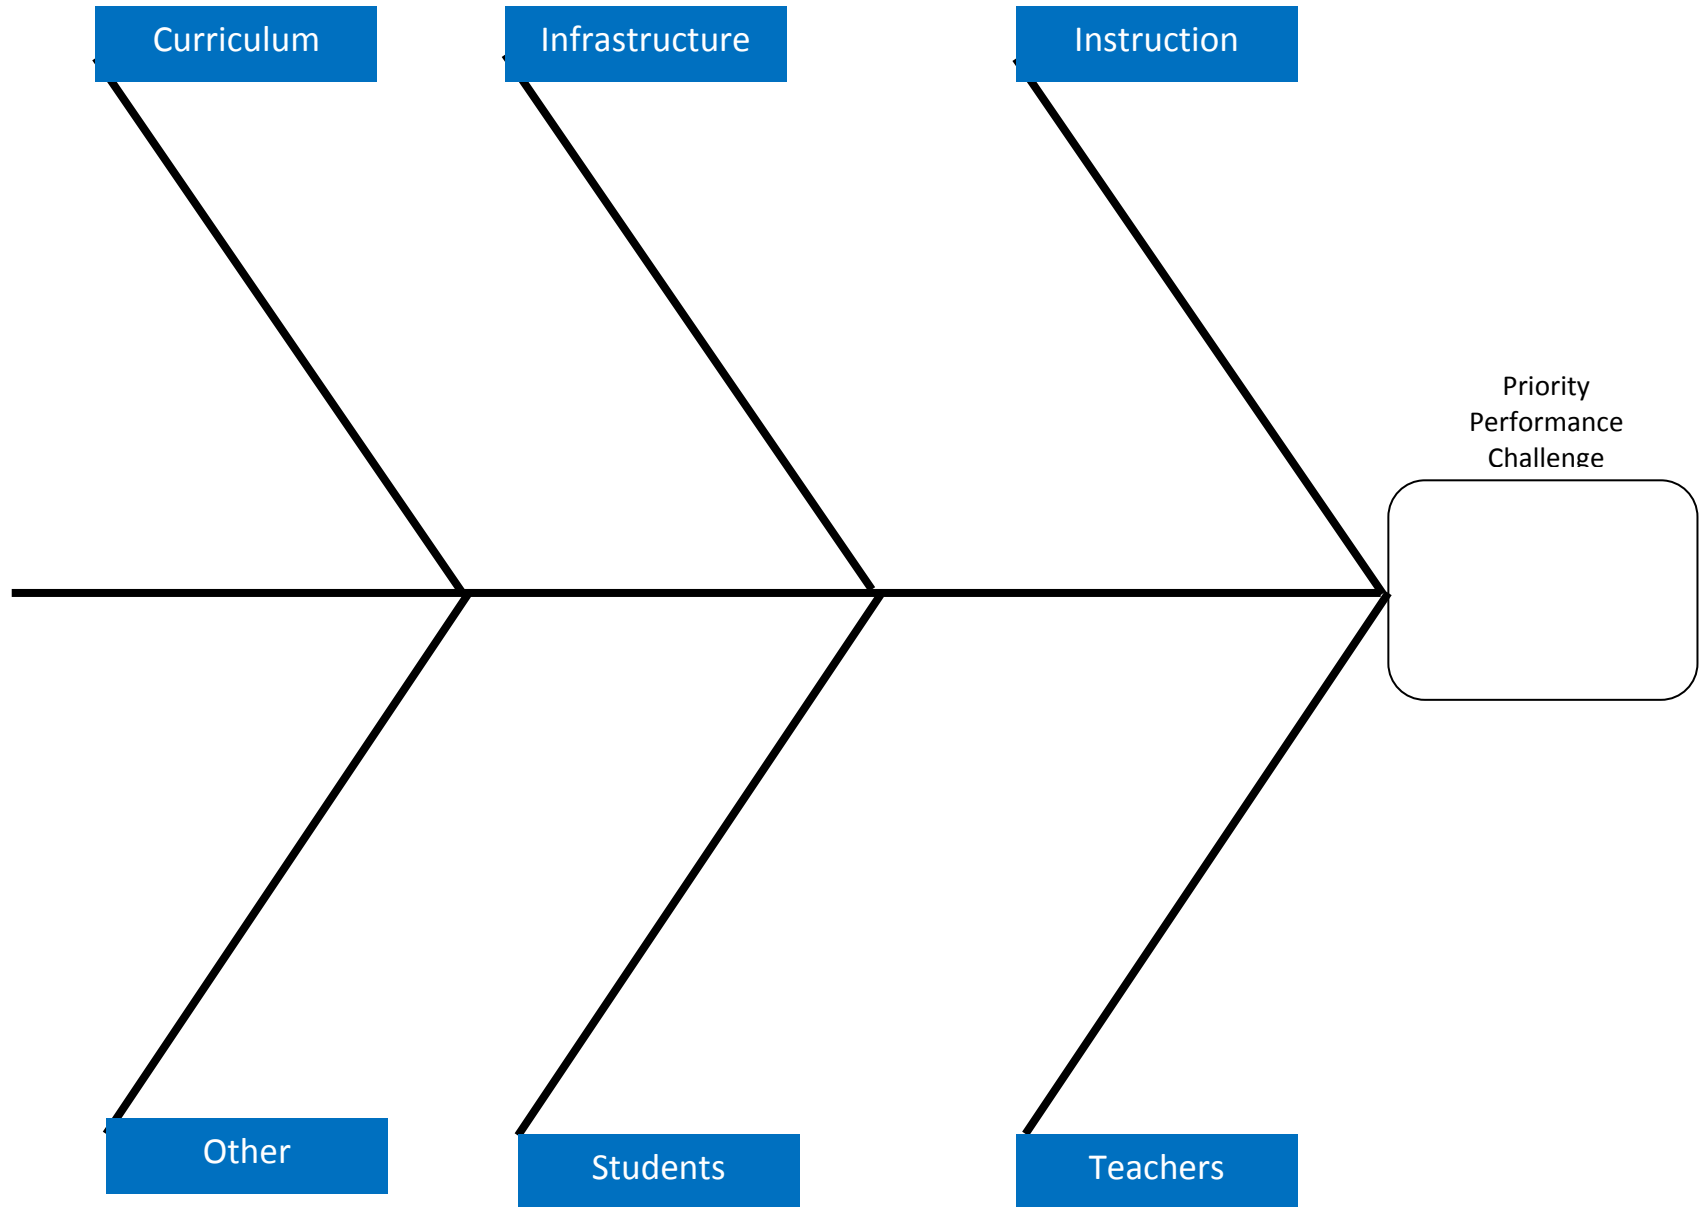 Curriculum
Infrastructure
Instruction
Priority
Performance
Challenge
Other
Students
Teachers